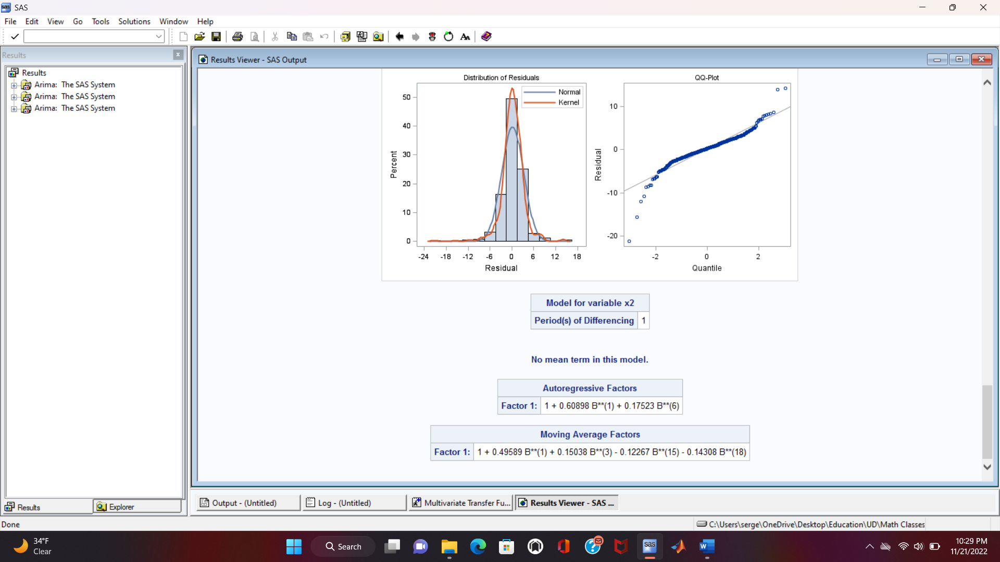 SAS
File Edit View Go Tools Solutions Window Help
Results
Results
Arima: The SAS System
Arima: The SAS System
Arima: The SAS System
Results Viewer - SAS Output
Distribution of Residuals
Normal
Kernel
50
40
30
20
10
0
Percent
-24 -18 -12 -6 0 6 12 18
Residual
QQ-Plot
10
0
-10
-20
Residual
-2 0 2
Quantile
Model for variable x2
Period(s) of Differencing 1
No mean term in this model.
Autoregressive Factors
Factor 1: 1 + 0.60898 B**(1) + 0.17523 B**(6)
Moving Average Factors
Factor 1: 1 + 0.49589 B**(1) + 0.15038 B**(3) - 0.12267 B**(15) - 0.14308 B**(18)
Results Explorer
Output - (Untitled) Log - (Untitled) Multivariate Transfer Fu... Results Viewer - SAS ...
Done
C:\Users\serge\OneDrive\Desktop\Education\UD\Math Classes
34°F
Clear
Search
sas
10:29 PM
11/21/2022